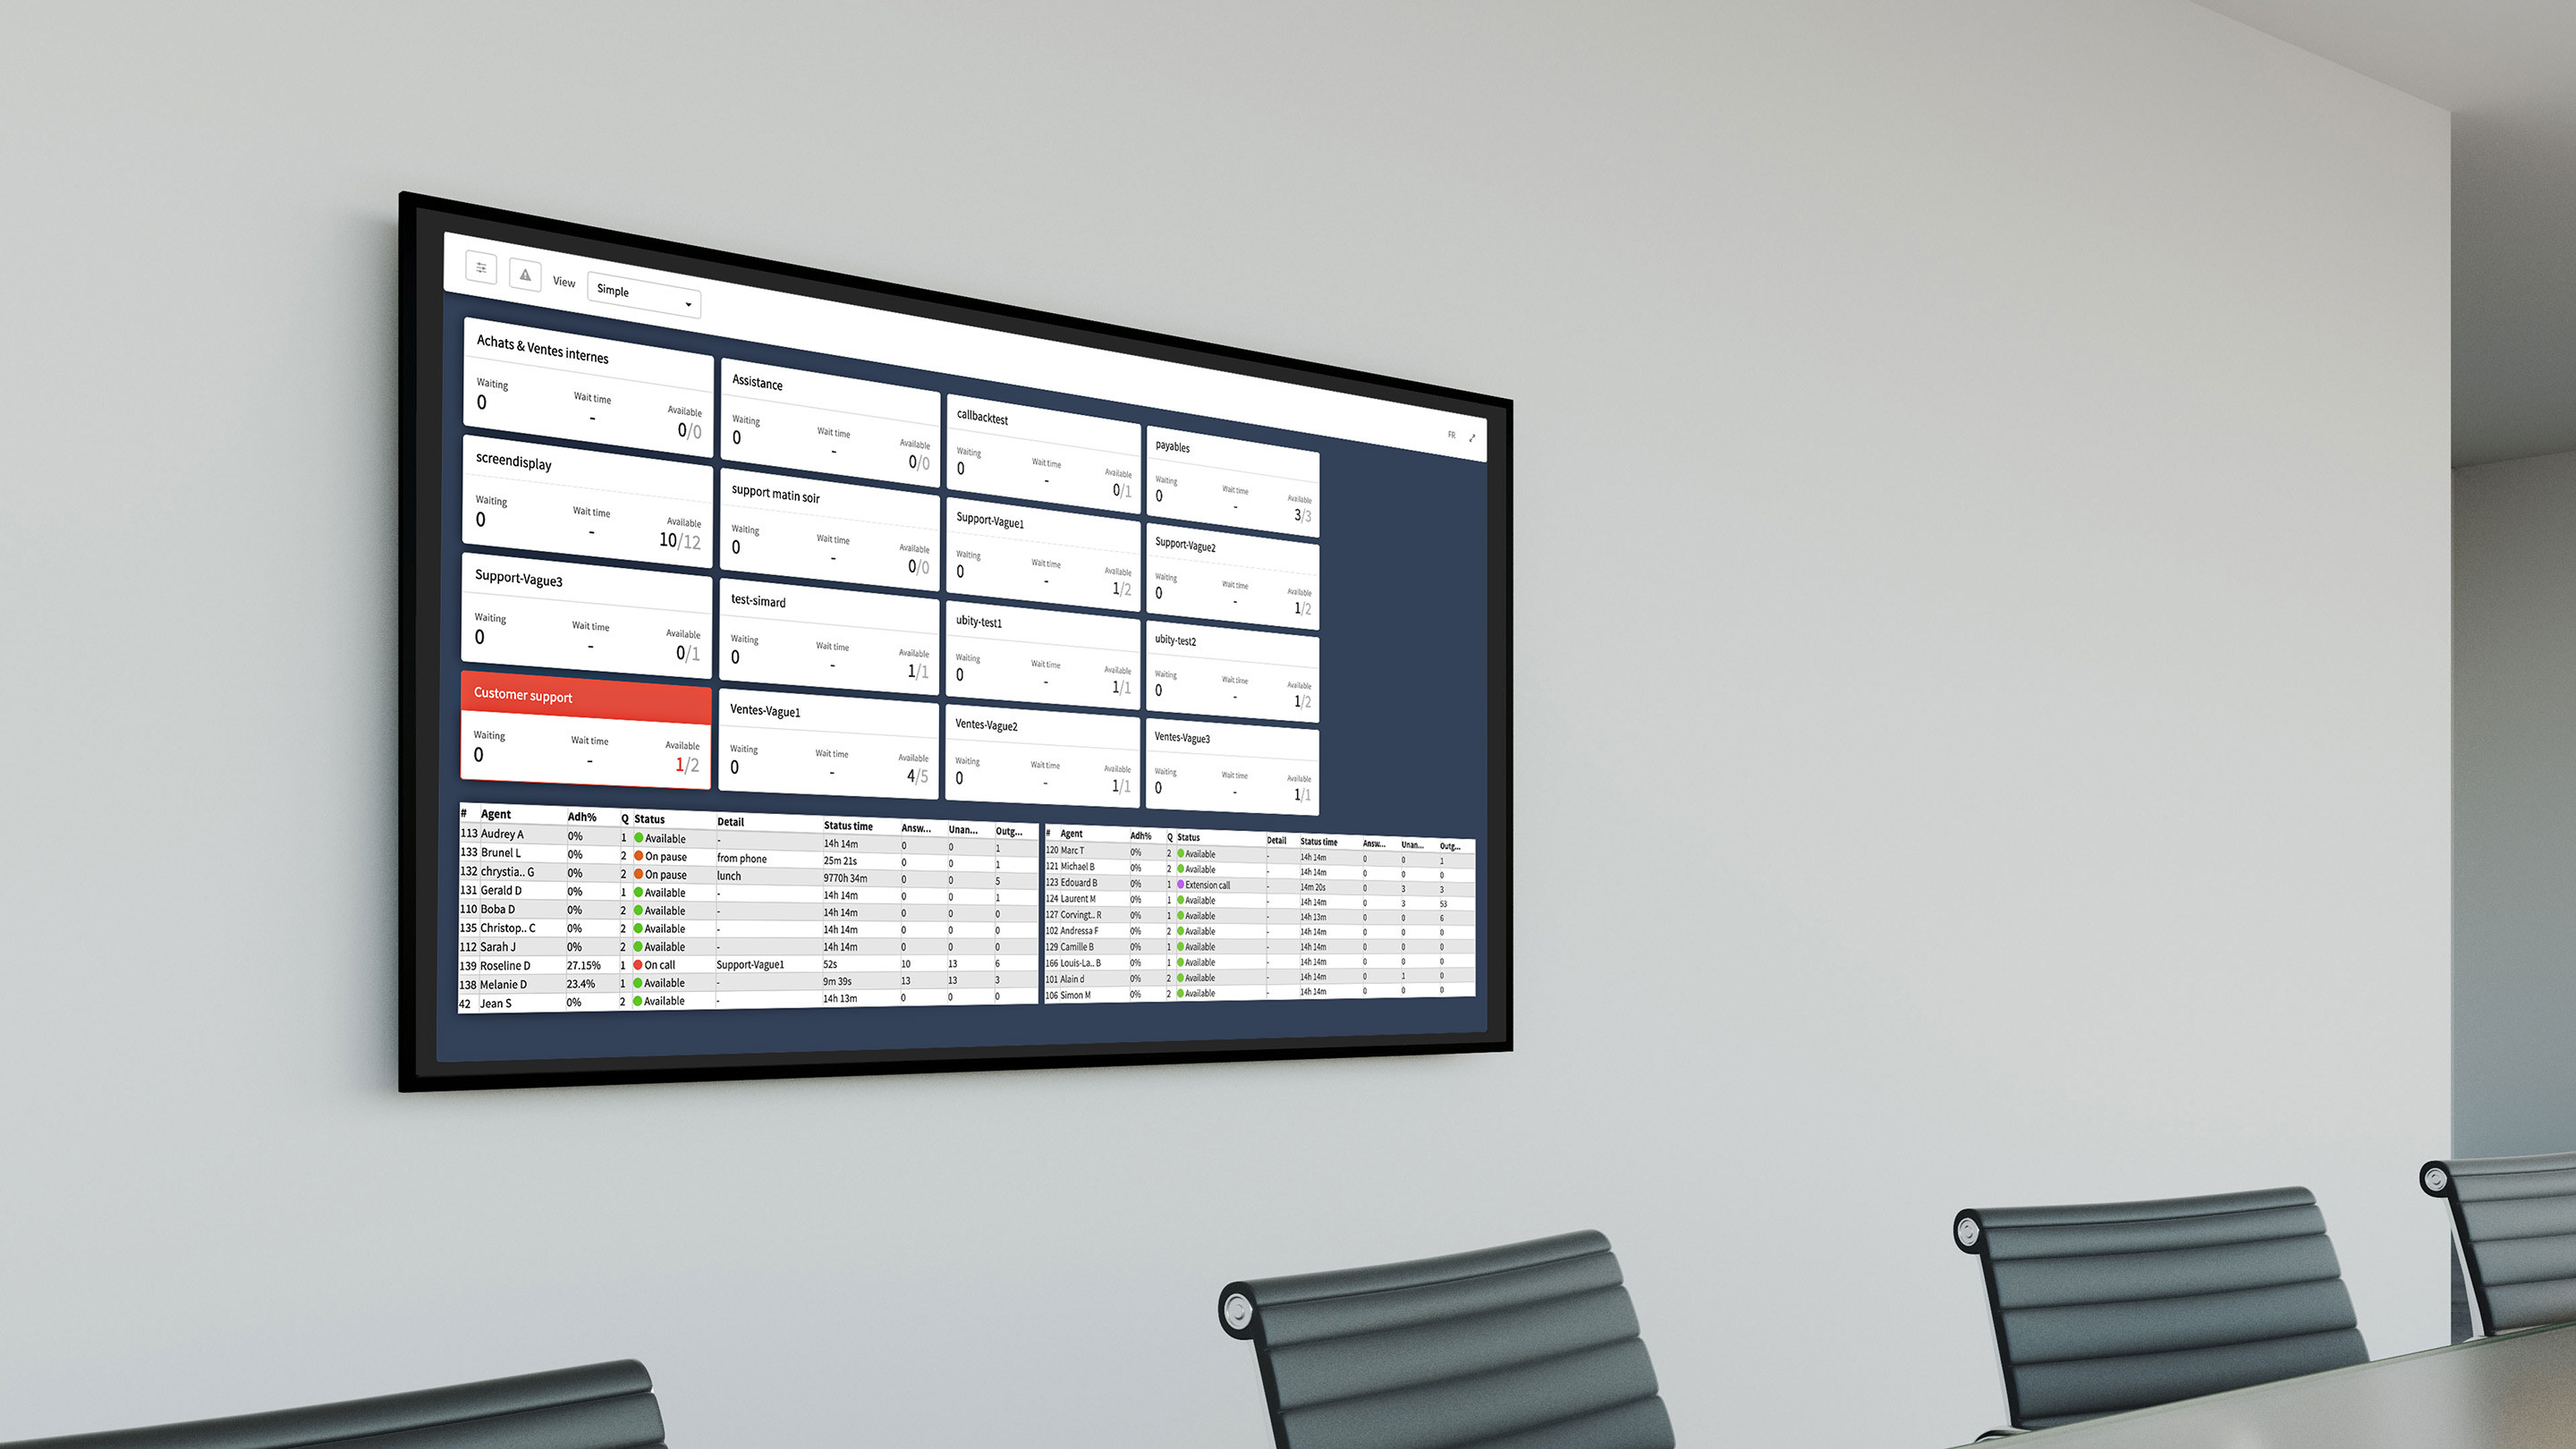 View Simple
FR
Achats & Ventes internes
Waiting Wait time Available
0 - 0/0
Assistance
Waiting Wait time Available
0 - 0/0
callbacktest
Waiting Wait time Available
0 - 0/1
payables
Waiting Wait time Available
0 - 3/3
screendisplay
Waiting Wait time Available
0 - 10/12
support matin soir
Waiting Wait time Available
0 - 0/0
Support-Vague1
Waiting Wait time Available
0 - 1/2
Support-Vague2
Waiting Wait time Available
0 - 1/2
Support-Vague3
Waiting Wait time Available
0 - 0/1
test-simard
Waiting Wait time Available
0 - 1/1
ubity-test1
Waiting Wait time Available
0 - 1/1
ubity-test2
Waiting Wait time Available
0 - 1/2
Customer support
Waiting Wait time Available
0 - 1/2
Ventes-Vague1
Waiting Wait time Available
0 - 4/5
Ventes-Vague2
Waiting Wait time Available
0 - 1/1
Ventes-Vague3
Waiting Wait time Available
0 - 1/1
# Agent Adh% Q Status Detail Status time Answ... Unan... Outg...
113 Audrey A 0% 1 Available - 14h 14m 0 0 1
133 Brunel L 0% 2 On pause from phone 25m 21s 0 0 1
132 chrystia.. G 0% 2 On pause lunch 9770h 34m 0 0 5
131 Gerald D 0% 1 Available - 14h 14m 0 0 1
110 Boba D 0% 2 Available - 14h 14m 0 0 0
135 Christop.. C 0% 2 Available - 14h 14m 0 0 0
112 Sarah J 0% 2 Available - 14h 14m 0 0 0
139 Roseline D 27.15% 1 On call Support-Vague1 52s 10 13 6
138 Melanie D 23.4% 1 Available - 9m 39s 13 13 3
42 Jean S 0% 2 Available - 14h 13m 0 0 0
# Agent Adh% Q Status Detail Status time Answ... Unan... Outg...
120 Marc T 0% 2 Available - 14h 14m 0 0 1
121 Michael B 0% 2 Available - 14h 14m 0 0 0
123 Edouard B 0% 1 Extension call - 14m 20s 0 3 3
124 Laurent M 0% 1 Available - 14h 14m 0 3 53
127 Corvingt.. R 0% 1 Available - 14h 13m 0 0 6
102 Andressa F 0% 2 Available - 14h 14m 0 0 0
129 Camille B 0% 1 Available - 14h 14m 0 0 0
166 Louis-La.. B 0% 1 Available - 14h 14m 0 0 0
101 Alain d 0% 2 Available - 14h 14m 0 1 0
106 Simon M 0% 2 Available - 14h 14m 0 0 0